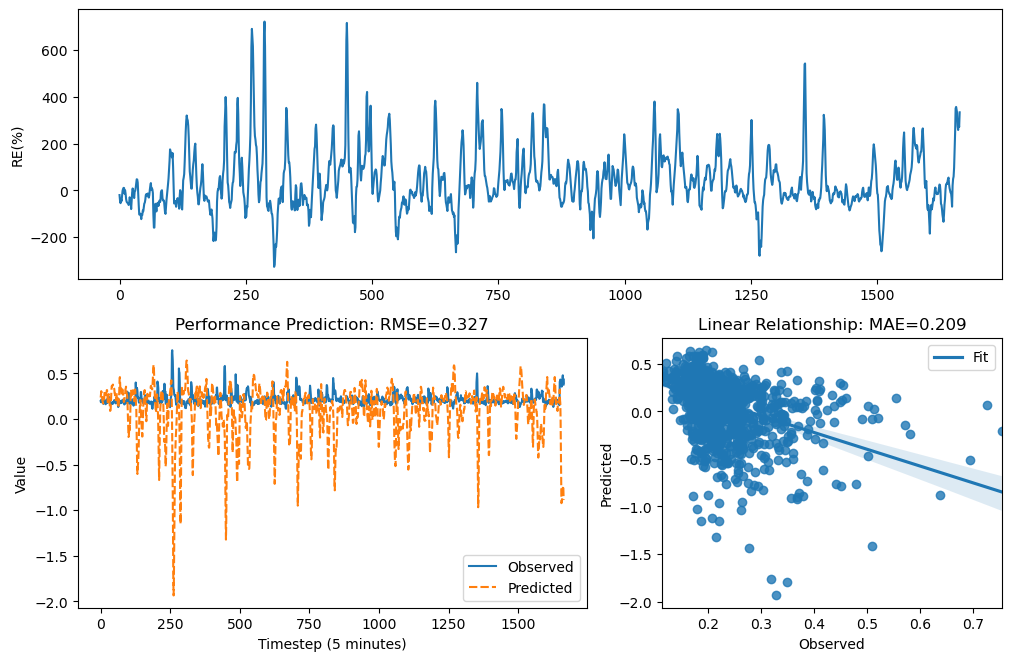 RE(%)
600
400
200
0
−200
0 250 500 750 1000 1250 1500
Performance Prediction: RMSE=0.327
Value
0.5
0.0
−0.5
−1.0
−1.5
−2.0
Observed
Predicted
0 250 500 750 1000 1250 1500
Timestep (5 minutes)
Linear Relationship: MAE=0.209
Predicted
0.5
0.0
−0.5
−1.0
−1.5
−2.0
Fit
0.2 0.3 0.4 0.5 0.6 0.7
Observed